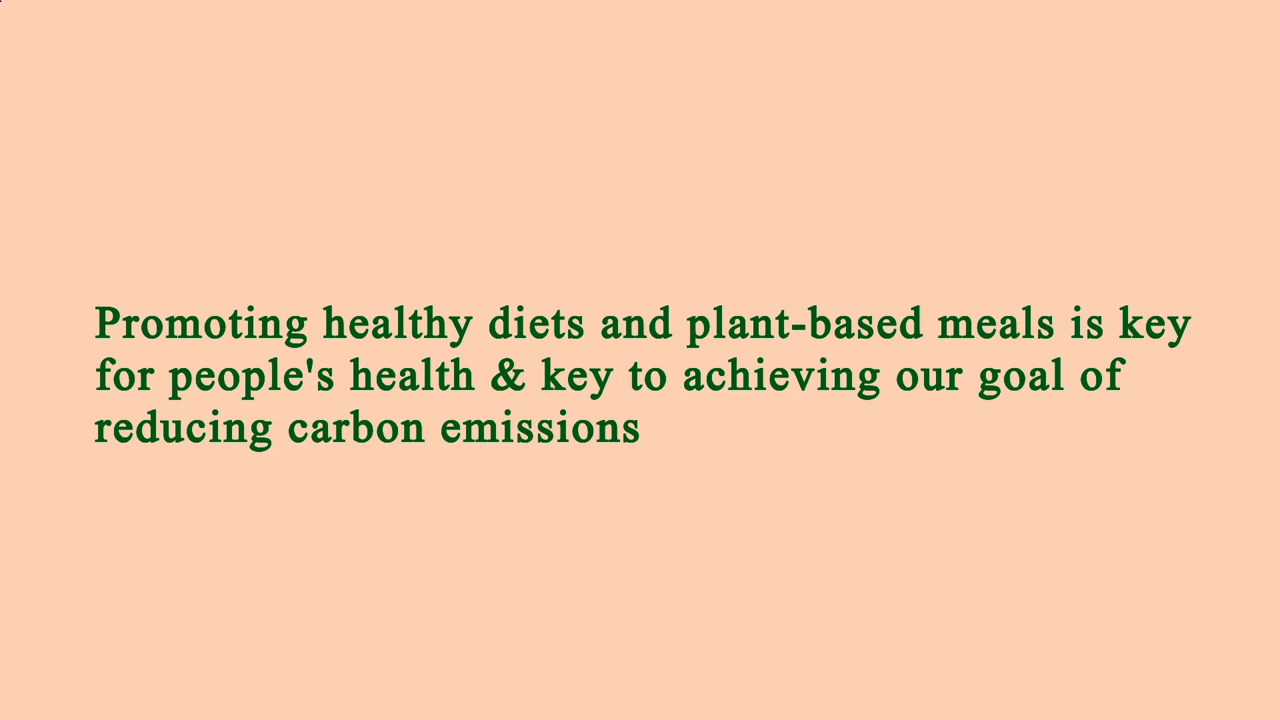 Promoting healthy diets and plant-based meals is key
for people's health & key to achieving our goal of
reducing carbon emissions